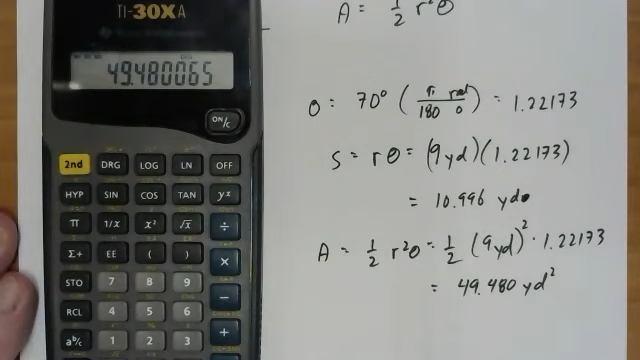 TI-30XA
49.480065
ON/C
2nd DRG LOG LN OFF
HYP SIN COS TAN yˣ
π 1/x x² √x ÷
Σ+ EE ( ) ×
STO 7 8 9 −
RCL 4 5 6 +
a b/c 1 2 3
A = 1/2 r²θ
θ = 70° (π rad / 180 °) = 1.22173
S = rθ = (9yd)(1.22173)
= 10.996 yd
A = 1/2 r²θ = 1/2 (9yd)² · 1.22173
= 49.480 yd²